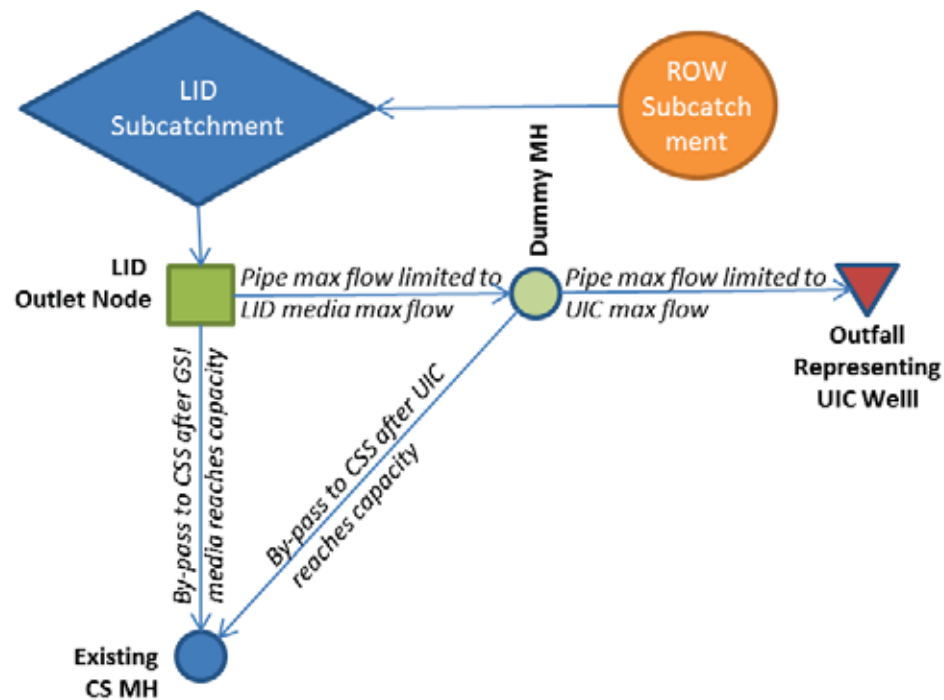 LID
Subcatchment
ROW
Subcatch
ment
Dummy MH
LID
Outlet Node
Pipe max flow limited to
LID media max flow
Pipe max flow limited to
UIC max flow
Outfall
Representing
UIC Welll
By-pass to CSS after GSI
media reaches capacity
By-pass to CSS after UIC
reaches capacity
Existing
CS MH